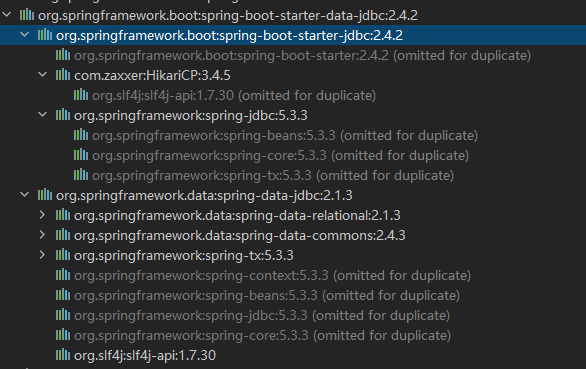 org.springframework.boot:spring-boot-starter-data-jdbc:2.4.2
org.springframework.boot:spring-boot-starter-jdbc:2.4.2
org.springframework.boot:spring-boot-starter:2.4.2 (omitted for duplicate)
com.zaxxer:HikariCP:3.4.5
org.slf4j:slf4j-api:1.7.30 (omitted for duplicate)
org.springframework:spring-jdbc:5.3.3
org.springframework:spring-beans:5.3.3 (omitted for duplicate)
org.springframework:spring-core:5.3.3 (omitted for duplicate)
org.springframework:spring-tx:5.3.3 (omitted for duplicate)
org.springframework.data:spring-data-jdbc:2.1.3
org.springframework.data:spring-data-relational:2.1.3
org.springframework.data:spring-data-commons:2.4.3
org.springframework:spring-tx:5.3.3
org.springframework:spring-context:5.3.3 (omitted for duplicate)
org.springframework:spring-beans:5.3.3 (omitted for duplicate)
org.springframework:spring-jdbc:5.3.3 (omitted for duplicate)
org.springframework:spring-core:5.3.3 (omitted for duplicate)
org.slf4j:slf4j-api:1.7.30